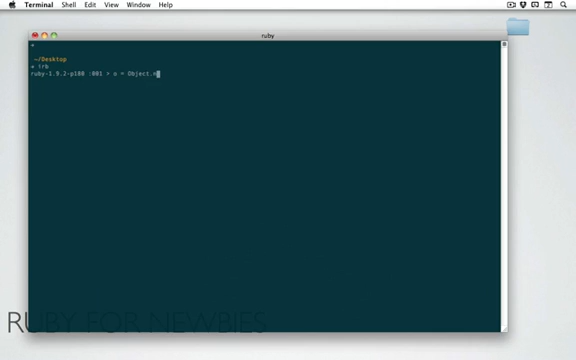 Terminal Shell Edit View Window Help
ruby
~/Desktop
+ irb
ruby-1.9.2-p180 :001 > o = Object.n
RUBY FOR NEWBIES